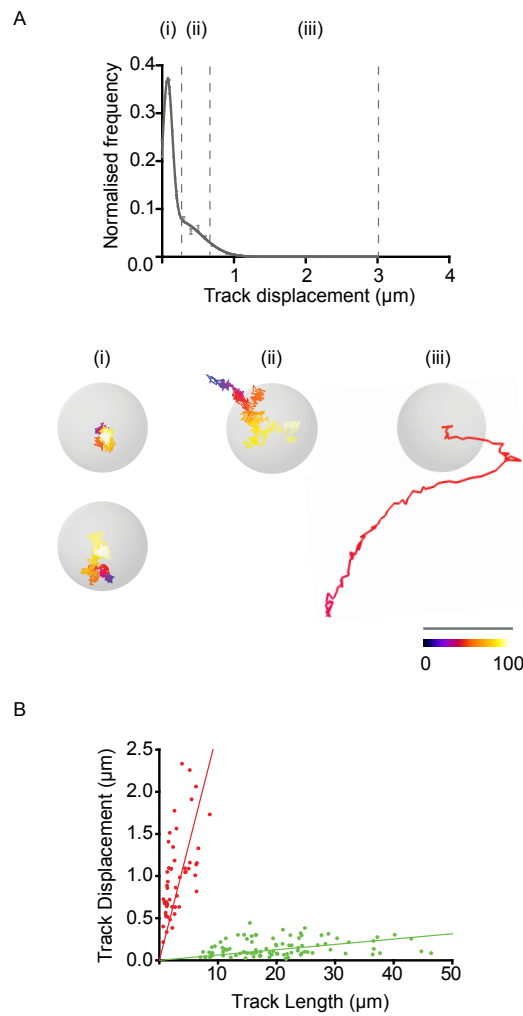 A
(i) (ii) (iii)
Normalised frequency
0.4
0.3
0.2
0.1
0.0
1 2 3 4
Track displacement (µm)
(i) (ii) (iii)
0 100
B
Track Displacement (µm)
2.5
2.0
1.5
1.0
0.5
0.0
10 20 30 40 50
Track Length (µm)